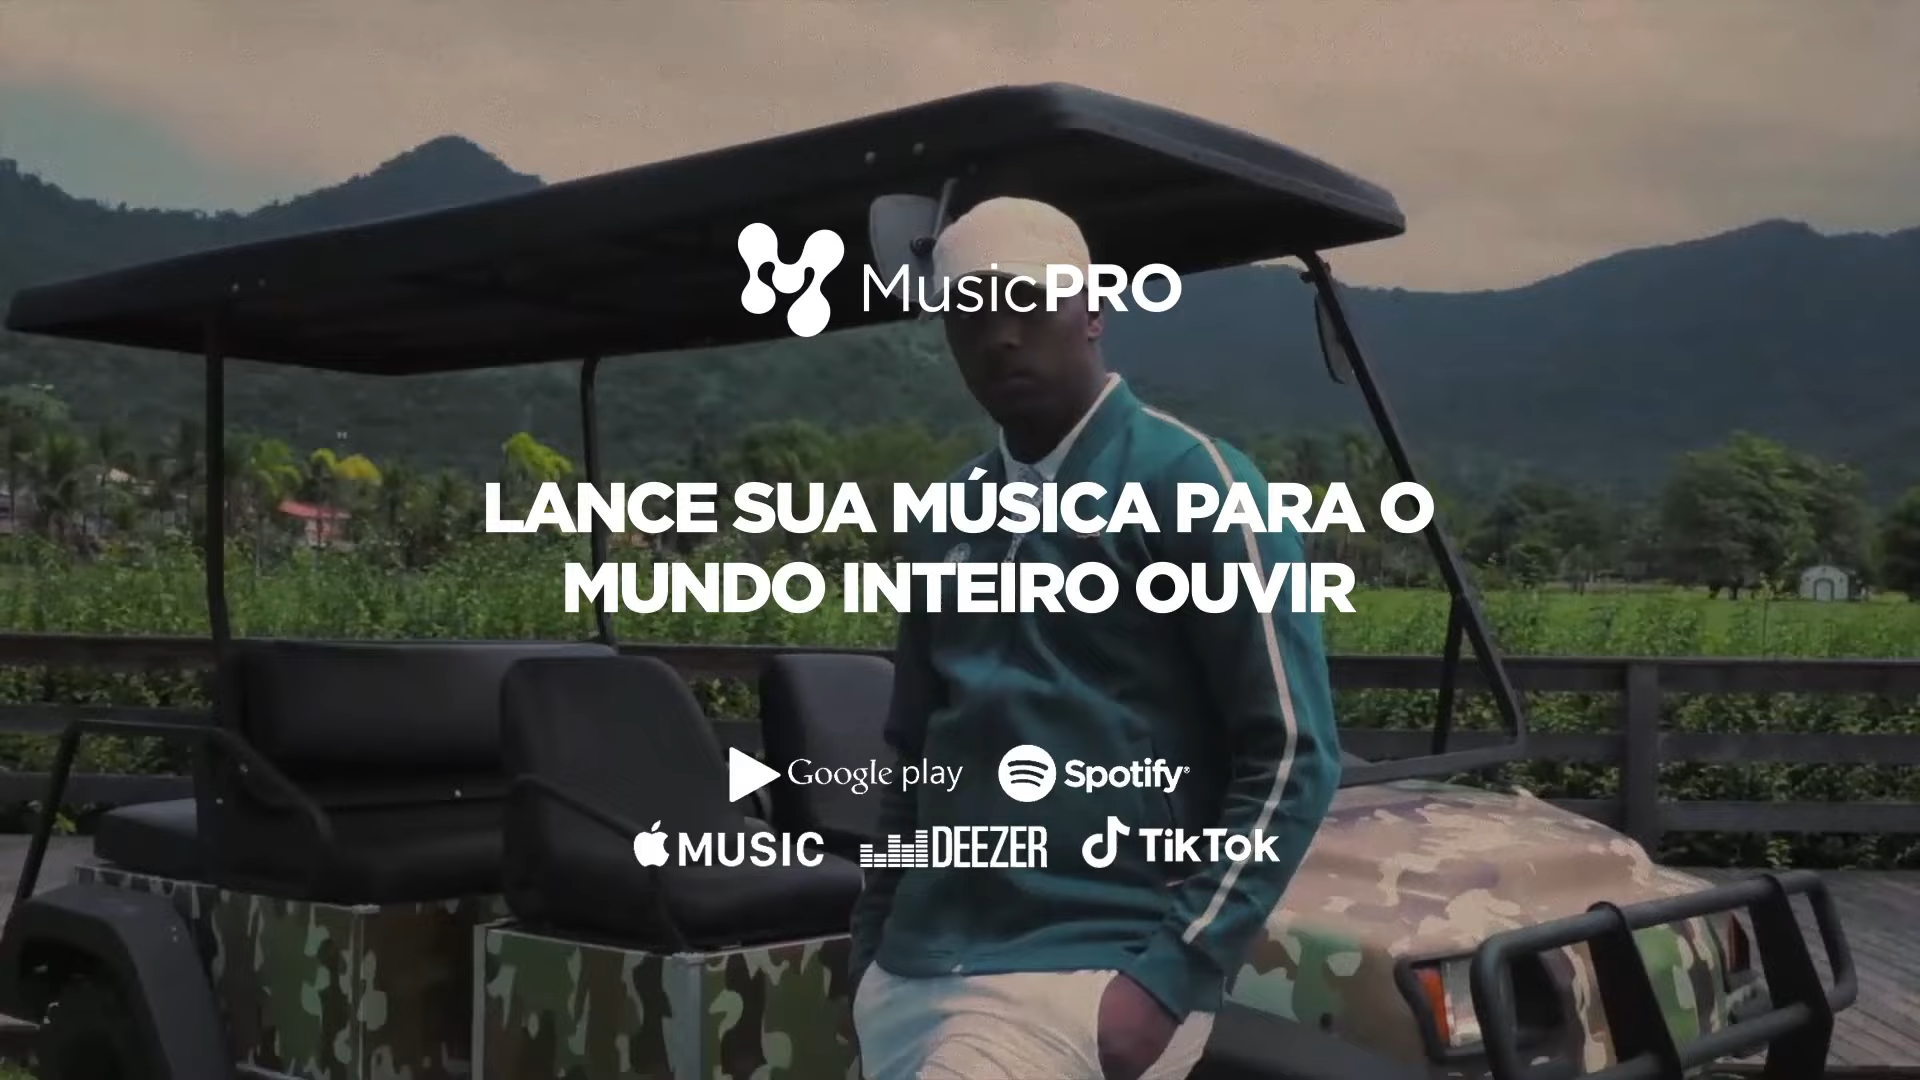 MusicPRO
LANCE SUA MÚSICA PARA O
MUNDO INTEIRO OUVIR
Google play Spotify
MUSIC DEEZER TikTok